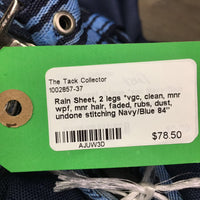 The Tack Collector
1002857-37
Rain Sheet, 2 legs *vgc, clean, mnr
wpf, mnr hair, faded, rubs, dust,
undone stitching Navy/Blue 84"
AJUW3D
$78.50